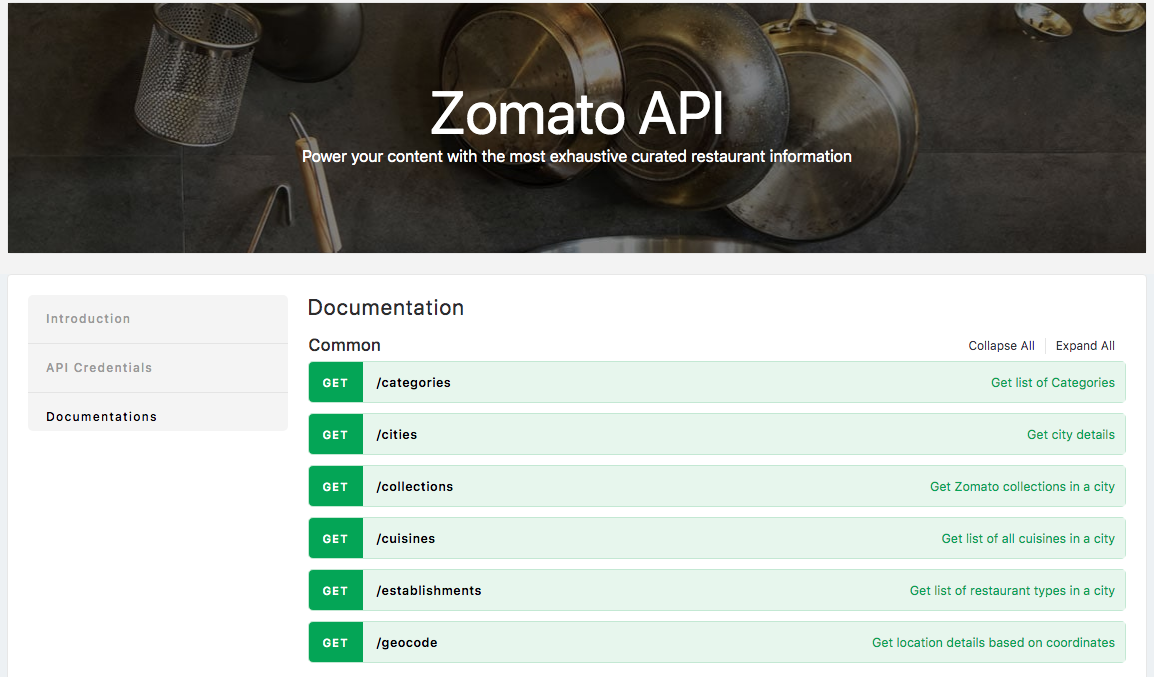 Zomato API
Power your content with the most exhaustive curated restaurant information
Introduction
API Credentials
Documentations
Documentation
Common
Collapse All
Expand All
GET /categories Get list of Categories
GET /cities Get city details
GET /collections Get Zomato collections in a city
GET /cuisines Get list of all cuisines in a city
GET /establishments Get list of restaurant types in a city
GET /geocode Get location details based on coordinates